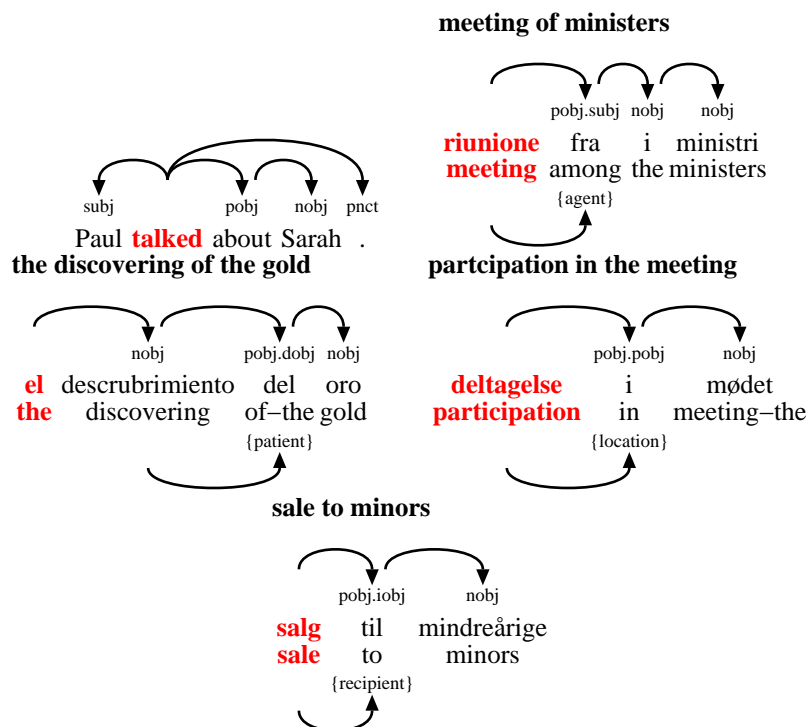 meeting of ministers
pobj.subj nobj nobj
riunione fra i ministri
meeting among the ministers
{agent}
subj pobj nobj pnct
Paul talked about Sarah .
the discovering of the gold
nobj pobj.dobj nobj
el descrubrimiento del oro
the discovering of–the gold
{patient}
partcipation in the meeting
pobj.pobj nobj
deltagelse i mødet
participation in meeting–the
{location}
sale to minors
pobj.iobj nobj
salg til mindreårige
sale to minors
{recipient}